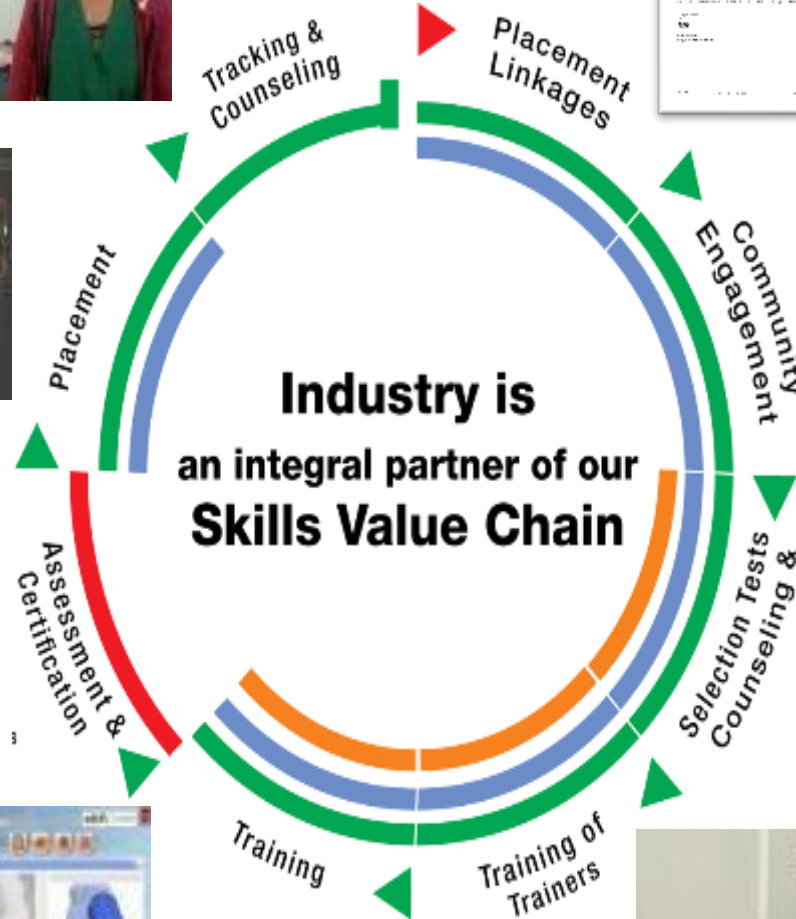 Tracking &
Counseling
Placement
Linkages
Community
Engagement
Counseling &
Selection Tests
Training of
Trainers
Training
Assessment &
Certification
Placement
Industry is
an integral partner of our
Skills Value Chain